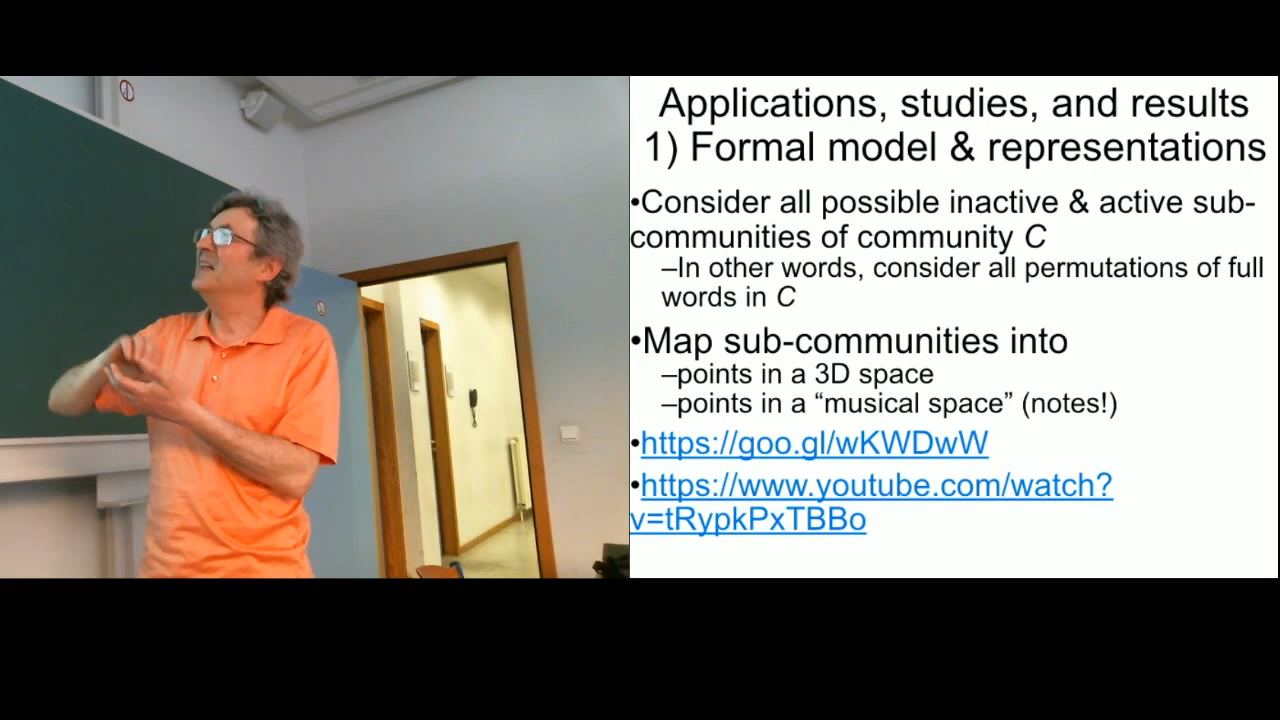 Applications, studies, and results
1) Formal model & representations
•Consider all possible inactive & active sub-
communities of community C
–In other words, consider all permutations of full
words in C
•Map sub-communities into
–points in a 3D space
–points in a “musical space” (notes!)
•https://goo.gl/wKWDwW
•https://www.youtube.com/watch?
v=tRypkPxTBBo